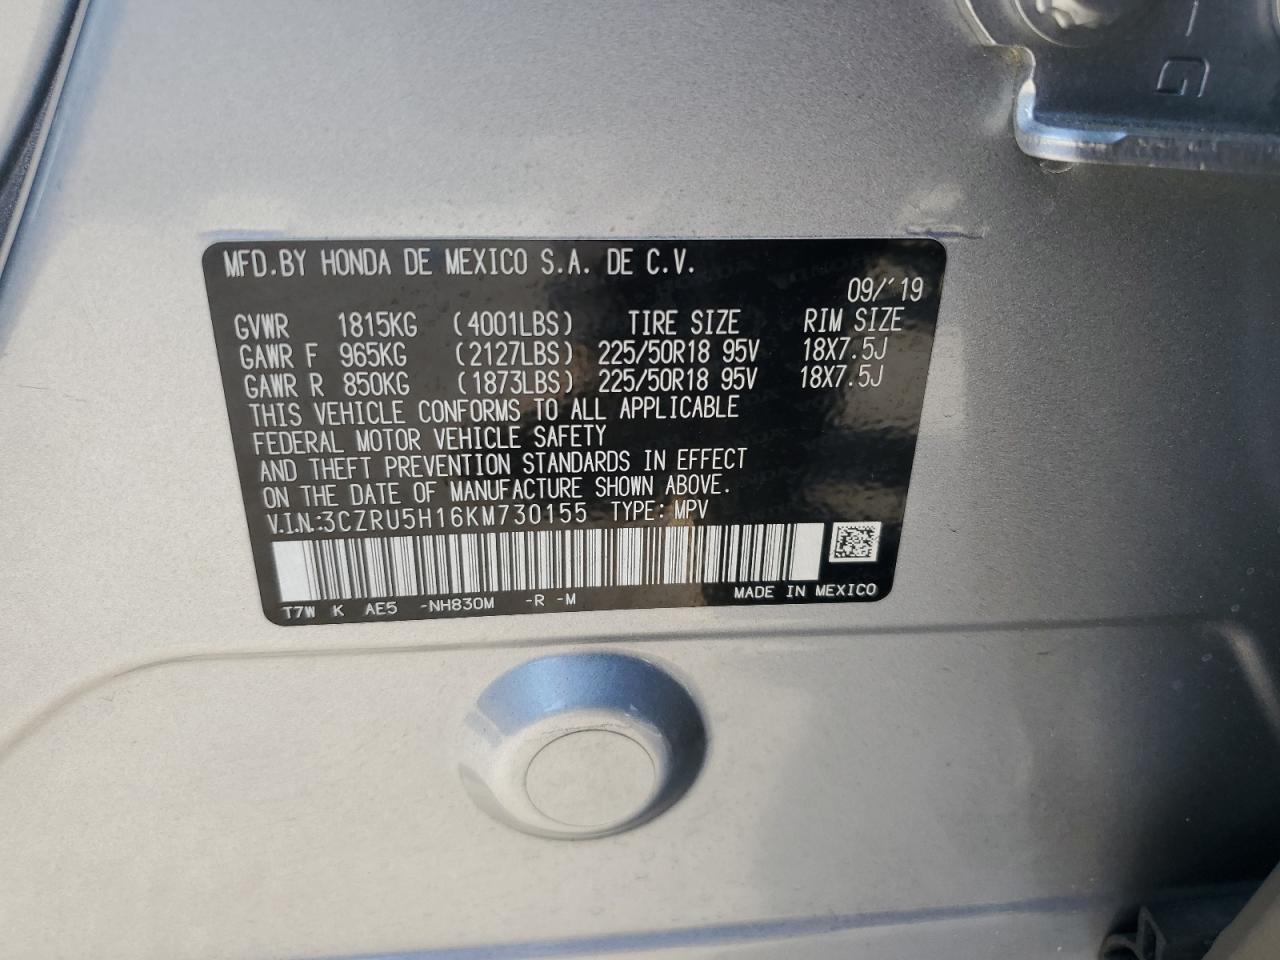 G
MFD.BY HONDA DE MEXICO S.A. DE C.V.
09/'19
GVWR 1815KG (4001LBS) TIRE SIZE RIM SIZE
GAWR F 965KG (2127LBS) 225/50R18 95V 18X7.5J
GAWR R 850KG (1873LBS) 225/50R18 95V 18X7.5J
THIS VEHICLE CONFORMS TO ALL APPLICABLE
FEDERAL MOTOR VEHICLE SAFETY
AND THEFT PREVENTION STANDARDS IN EFFECT
ON THE DATE OF MANUFACTURE SHOWN ABOVE.
V.I.N.:3CZRU5H16KM730155 TYPE: MPV
T7W K AE5 -NH830M -R -M MADE IN MEXICO